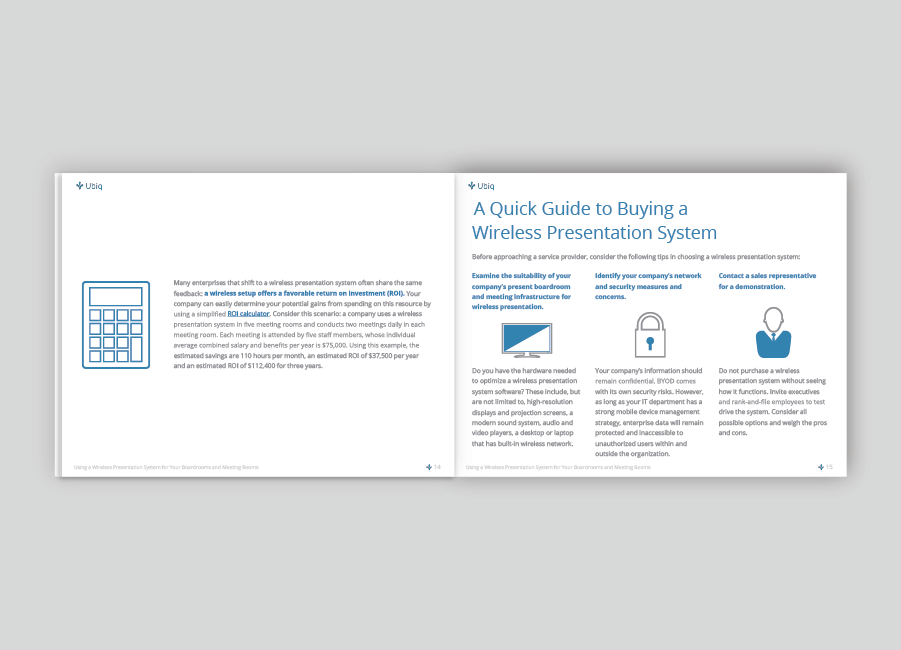 Ubiq
Many enterprises that shift to a wireless presentation system often share the same
feedback: a wireless setup offers a favorable return on investment (ROI). Your
company can easily determine your potential gains from spending on this resource by
using a simplified ROI calculator. Consider this scenario: a company uses a wireless
presentation system in five meeting rooms and conducts two meetings daily in each
meeting room. Each meeting is attended by five staff members, whose individual
average combined salary and benefits per year is $75,000. Using this example, the
estimated savings are 110 hours per month, an estimated ROI of $37,500 per year
and an estimated ROI of $112,400 for three years.
Using a Wireless Presentation System for Your Boardrooms and Meeting Rooms
14
Ubiq
A Quick Guide to Buying a
Wireless Presentation System
Before approaching a service provider, consider the following tips in choosing a wireless presentation system:
Examine the suitability of your
company's present boardroom
and meeting infrastructure for
wireless presentation.
Do you have the hardware needed
to optimize a wireless presentation
system software? These include, but
are not limited to, high-resolution
displays and projection screens, a
modern sound system, audio and
video players, a desktop or laptop
that has built-in wireless network.
Identify your company's network
and security measures and
concerns.
Your company's information should
remain confidential. BYOD comes
with its own security risks. However,
as long as your IT department has a
strong mobile device management
strategy, enterprise data will remain
protected and inaccessible to
unauthorized users within and
outside the organization.
Contact a sales representative
for a demonstration.
Do not purchase a wireless
presentation system without seeing
how it functions. Invite executives
and rank-and-file employees to test
drive the system. Consider all
possible options and weigh the pros
and cons.
Using a Wireless Presentation System for Your Boardrooms and Meeting Rooms
15